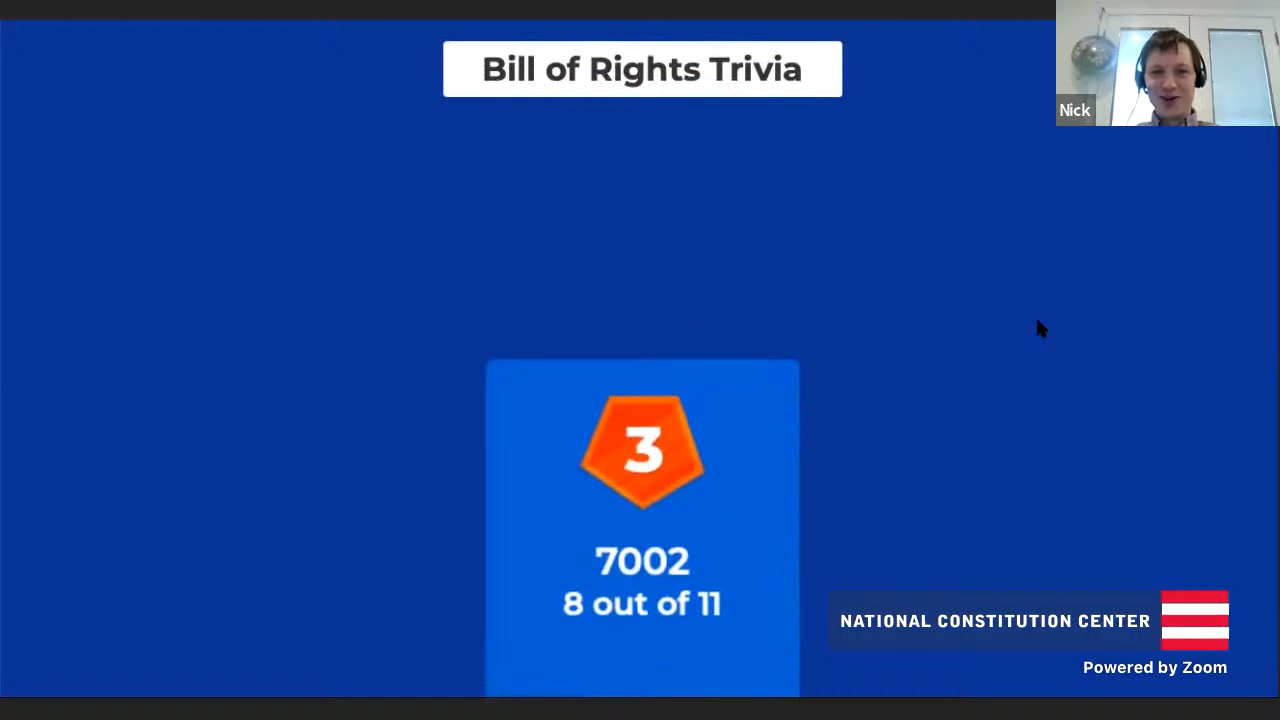 Bill of Rights Trivia
Nick
3
7002
8 out of 11
NATIONAL CONSTITUTION CENTER
Powered by Zoom